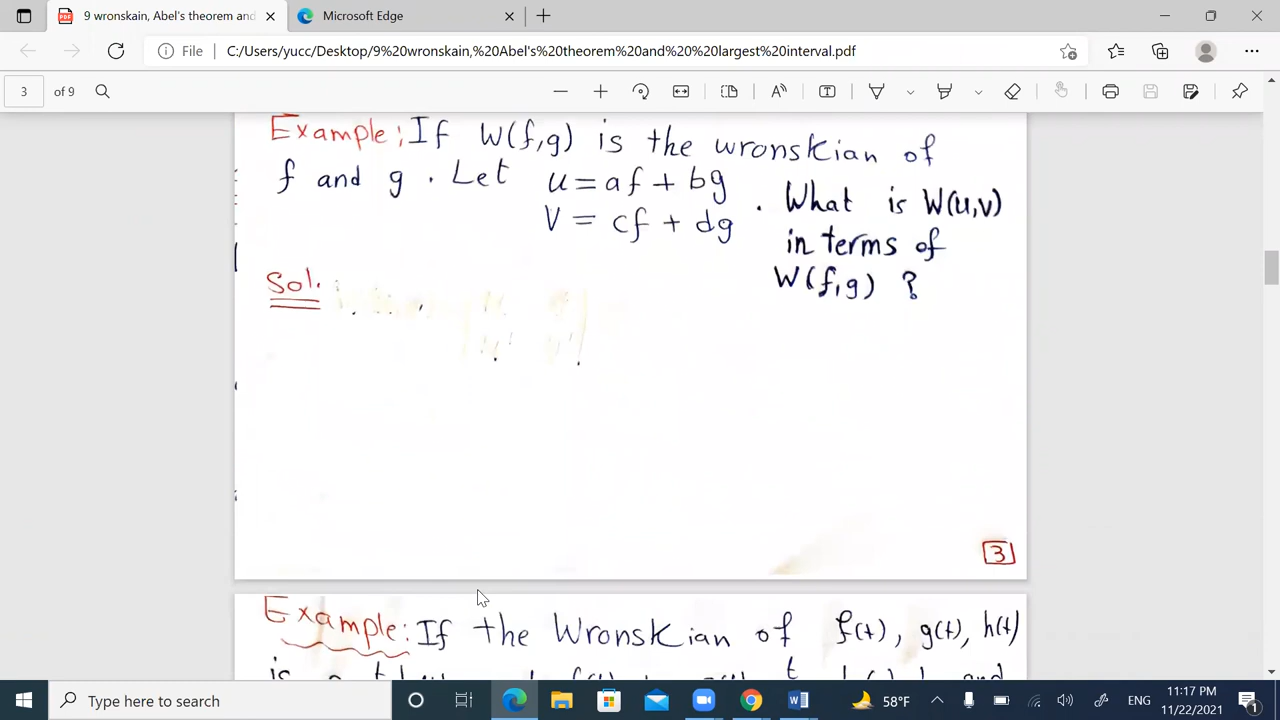 9 wronskain, Abel's theorem and
Microsoft Edge
File
C:/Users/yucc/Desktop/9%20wronskain,%20Abel's%20theorem%20and%20%20largest%20interval.pdf
3 of 9
Example; If W(f,g) is the wronskian of
f and g . Let u = af + bg
V = cf + dg . What is W(u,v)
in terms of
W(f,g) ?
Sol.
3
Example: If the Wronskian of f(t), g(t), h(t)
Type here to search
58°F
ENG
11:17 PM
11/22/2021
1